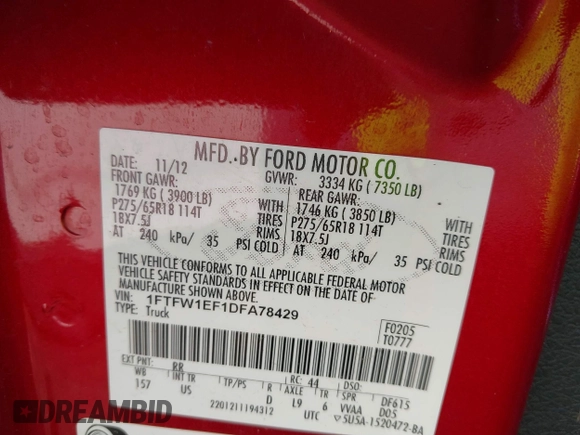 MFD. BY FORD MOTOR CO.
DATE: 11/12 GVWR: 3334 KG ( 7350 LB)
FRONT GAWR: REAR GAWR:
1769 KG ( 3900 LB) WITH 1746 KG ( 3850 LB) WITH
P275/65R18 114T TIRES P275/65R18 114T TIRES
18X7.5J RIMS 18X7.5J RIMS
AT 240 kPa/ 35 PSI COLD AT 240 kPa/ 35 PSI COLD
THIS VEHICLE CONFORMS TO ALL APPLICABLE FEDERAL MOTOR
VEHICLE SAFETY STANDARDS IN EFFECT ON THE DATE OF
MANUFACTURE SHOWN ABOVE.
VIN: 1FTFW1EF1DFA78429 F0205
TYPE: Truck T0777
EXT PNT: RR RC: 44 DSO:
WB INT TR TP/PS R AXLE TR SPR DF615
157 US D L9 6 VVAA D05
22012111194312 UTC 5U5A-1520472-BA
DREAMBID